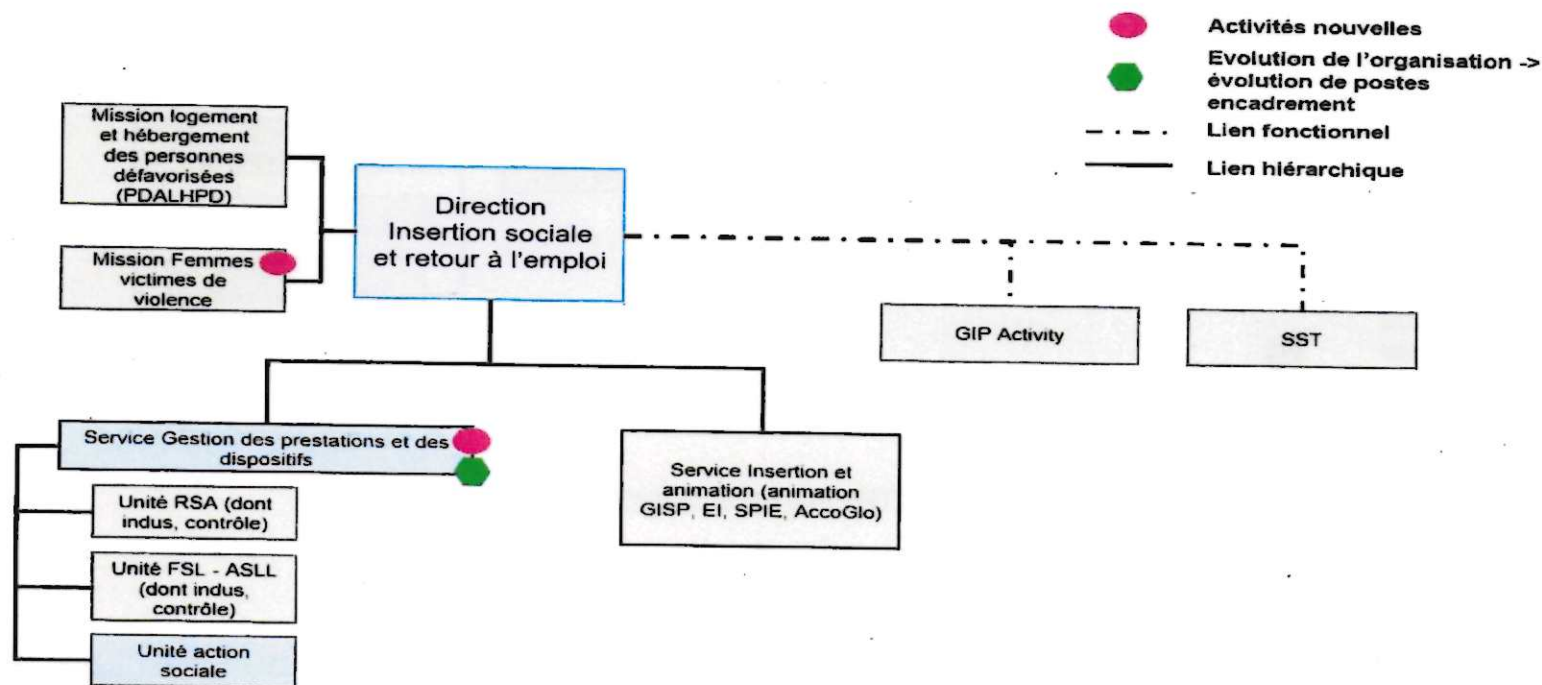 Activités nouvelles
Evolution de l'organisation ->
évolution de postes
encadrement
Lien fonctionnel
Lien hiérarchique
Mission logement
et hébergement
des personnes
défavorisées
(PDALHPD)
Mission Femmes
victimes de
violence
Direction
Insertion sociale
et retour à l'emploi
GIP Activity
SST
Service Gestion des prestations et des
dispositifs
Unité RSA (dont
indus, contrôle)
Unité FSL - ASLL
(dont indus,
contrôle)
Unité action
sociale
Service Insertion et
animation (animation
GISP, EI, SPIE, AccoGlo)